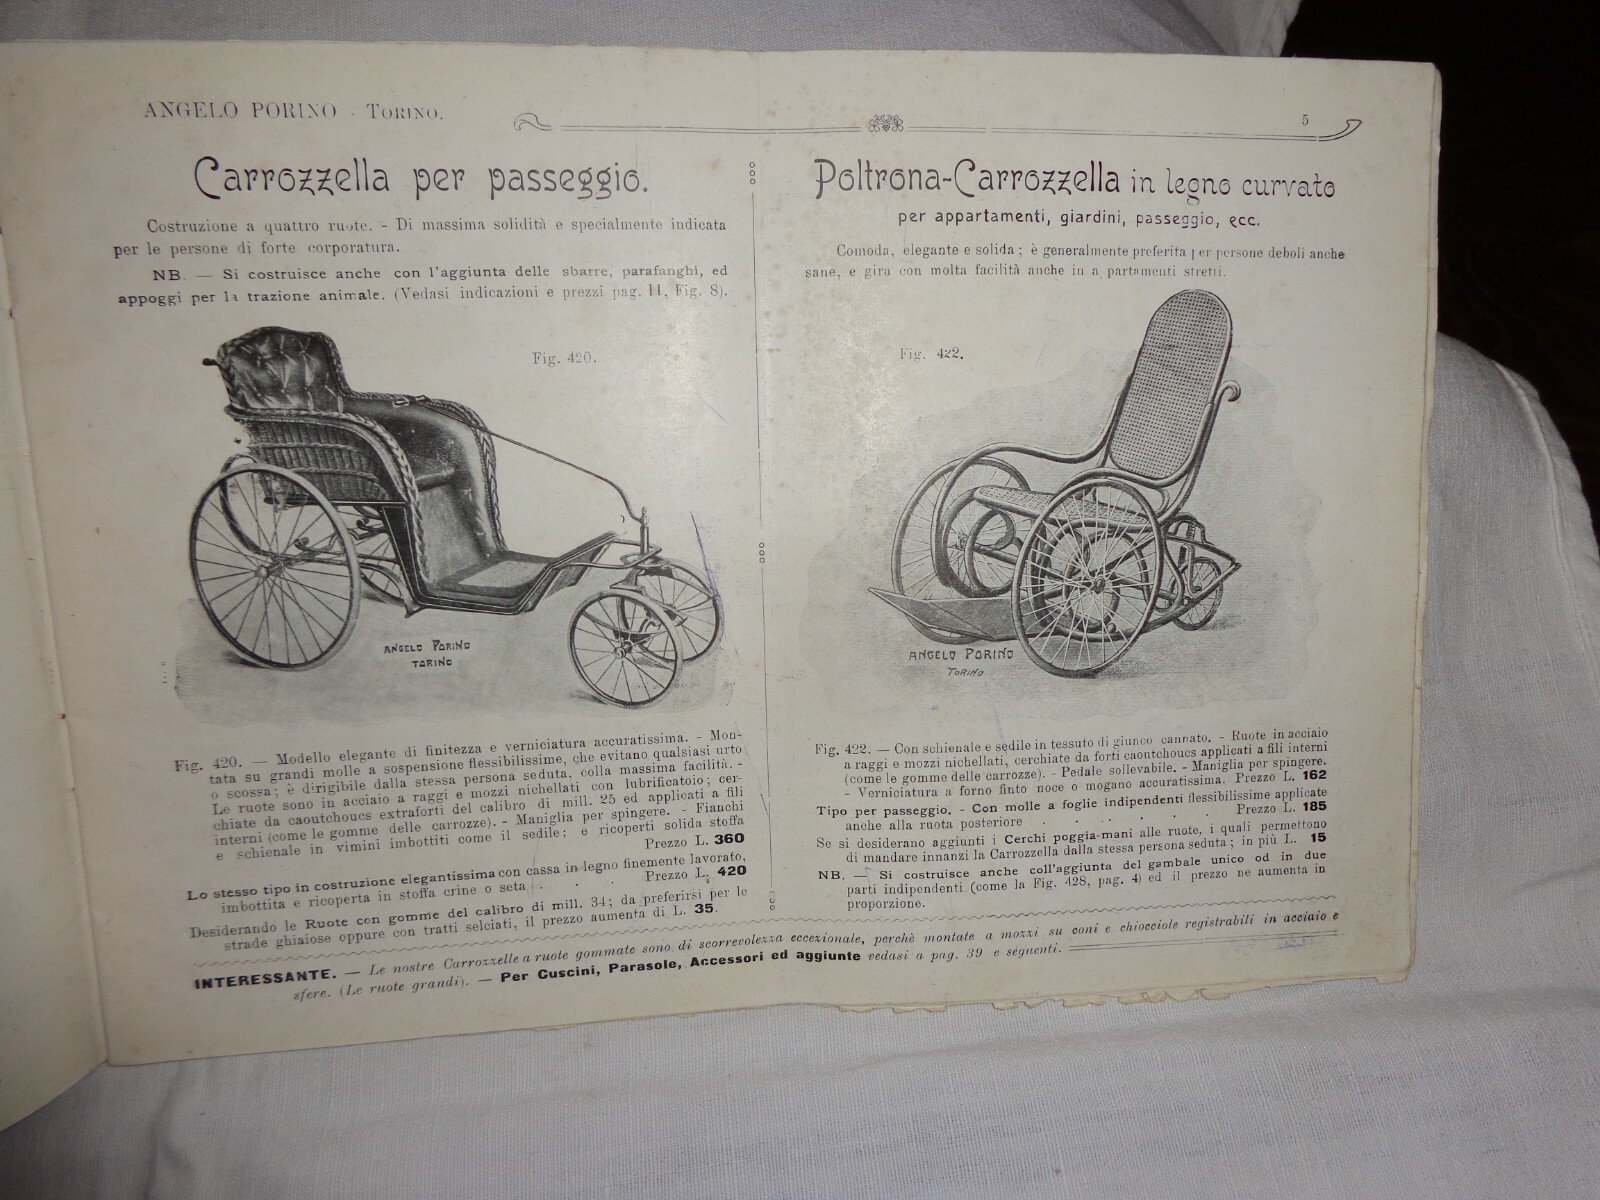 ANGELO PORINO - TORINO.
5
Carrozzella per passeggio.
Costruzione a quattro ruote. - Di massima solidità e specialmente indicata
per le persone di forte corporatura.
NB. — Si costruisce anche con l'aggiunta delle sbarre, parafanghi, ed
appoggi per la trazione animale. (Vedasi indicazioni e prezzi pag. 11, Fig. 8).
Fig. 420.
ANGELO PORINO
TORINO
Fig. 420. — Modello elegante di finitezza e verniciatura accuratissima. - Mon-
tata su grandi molle a sospensione flessibilissime, che evitano qualsiasi urto
o scossa; è dirigibile dalla stessa persona seduta, colla massima facilità. -
Le ruote sono in acciaio a raggi e mozzi nichellati con lubrificatoio; cer-
chiate da caoutchoucs extraforti del calibro di mill. 25 ed applicati a fili
interni (come le gomme delle carrozze). - Maniglia per spingere. - Fianchi
e schienale in vimini imbottiti come il sedile; e ricoperti solida stoffa
Prezzo L. 360
Lo stesso tipo in costruzione elegantissima con cassa in legno finemente lavorato,
imbottita e ricoperta in stoffa crine o seta . . . Prezzo L. 420
Desiderando le Ruote con gomme del calibro di mill. 34; da preferirsi per le
strade ghiaiose oppure con tratti selciati, il prezzo aumenta di L. 35.
Poltrona-Carrozzella in legno curvato
per appartamenti, giardini, passeggio, ecc.
Comoda, elegante e solida; è generalmente preferita per persone deboli anche
sane, e gira con molta facilità anche in appartamenti stretti.
Fig. 422.
ANGELO PORINO
TORINO
Fig. 422. — Con schienale e sedile in tessuto di giunco cannato. - Ruote in acciaio
a raggi e mozzi nichellati, cerchiate da forti caontchoucs applicati a fili interni
(come le gomme delle carrozze). - Pedale sollevabile. - Maniglia per spingere.
- Verniciatura a forno finto noce o mogano accuratissima. Prezzo L. 162
Tipo per passeggio. - Con molle a foglie indipendenti flessibilissime applicate
anche alla ruota posteriore . . . . . . Prezzo L. 185
Se si desiderano aggiunti i Cerchi poggia-mani alle ruote, i quali permettono
di mandare innanzi la Carrozzella dalla stessa persona seduta; in più L. 15
NB. — Si costruisce anche coll'aggiunta del gambale unico od in due
parti indipendenti (come la Fig. 428, pag. 4) ed il prezzo ne aumenta in
proporzione.
INTERESSANTE. — Le nostre Carrozzelle a ruote gommate sono di scorrevolezza eccezionale, perchè montate a mozzi su coni e chiocciole registrabili in acciaio e
sfere. (Le ruote grandi). — Per Cuscini, Parasole, Accessori ed aggiunte vedasi a pag. 39 e seguenti.